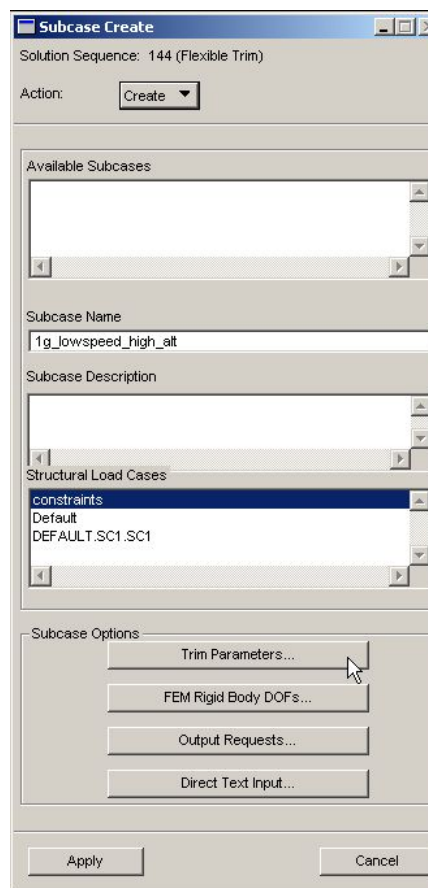 Subcase Create
Solution Sequence: 144 (Flexible Trim)
Action: Create
Available Subcases
Subcase Name
1g_lowspeed_high_alt
Subcase Description
Structural Load Cases
constraints
Default
DEFAULT.SC1.SC1
Subcase Options
Trim Parameters...
FEM Rigid Body DOFs...
Output Requests...
Direct Text Input...
Apply Cancel